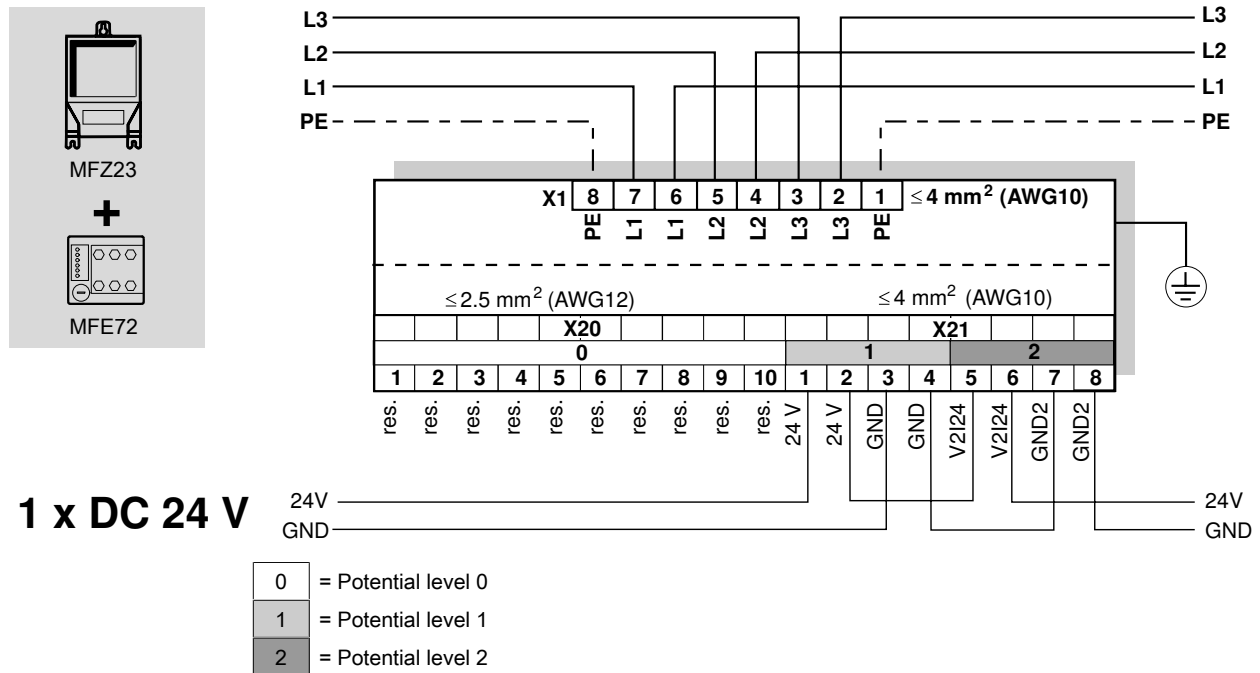 MFZ23
MFE72
L3 L3
L2 L2
L1 L1
PE PE
X1 8 7 6 5 4 3 2 1 ≤ 4 mm² (AWG10)
PE L1 L1 L2 L2 L3 L3 PE
≤ 2.5 mm² (AWG12) ≤ 4 mm² (AWG10)
X20 X21
0 1 2
1 2 3 4 5 6 7 8 9 10 1 2 3 4 5 6 7 8
res. res. res. res. res. res. res. res. res. res. 24 V 24 V GND GND V2I24 V2I24 GND2 GND2
1 x DC 24 V
24V 24V
GND GND
0 = Potential level 0
1 = Potential level 1
2 = Potential level 2